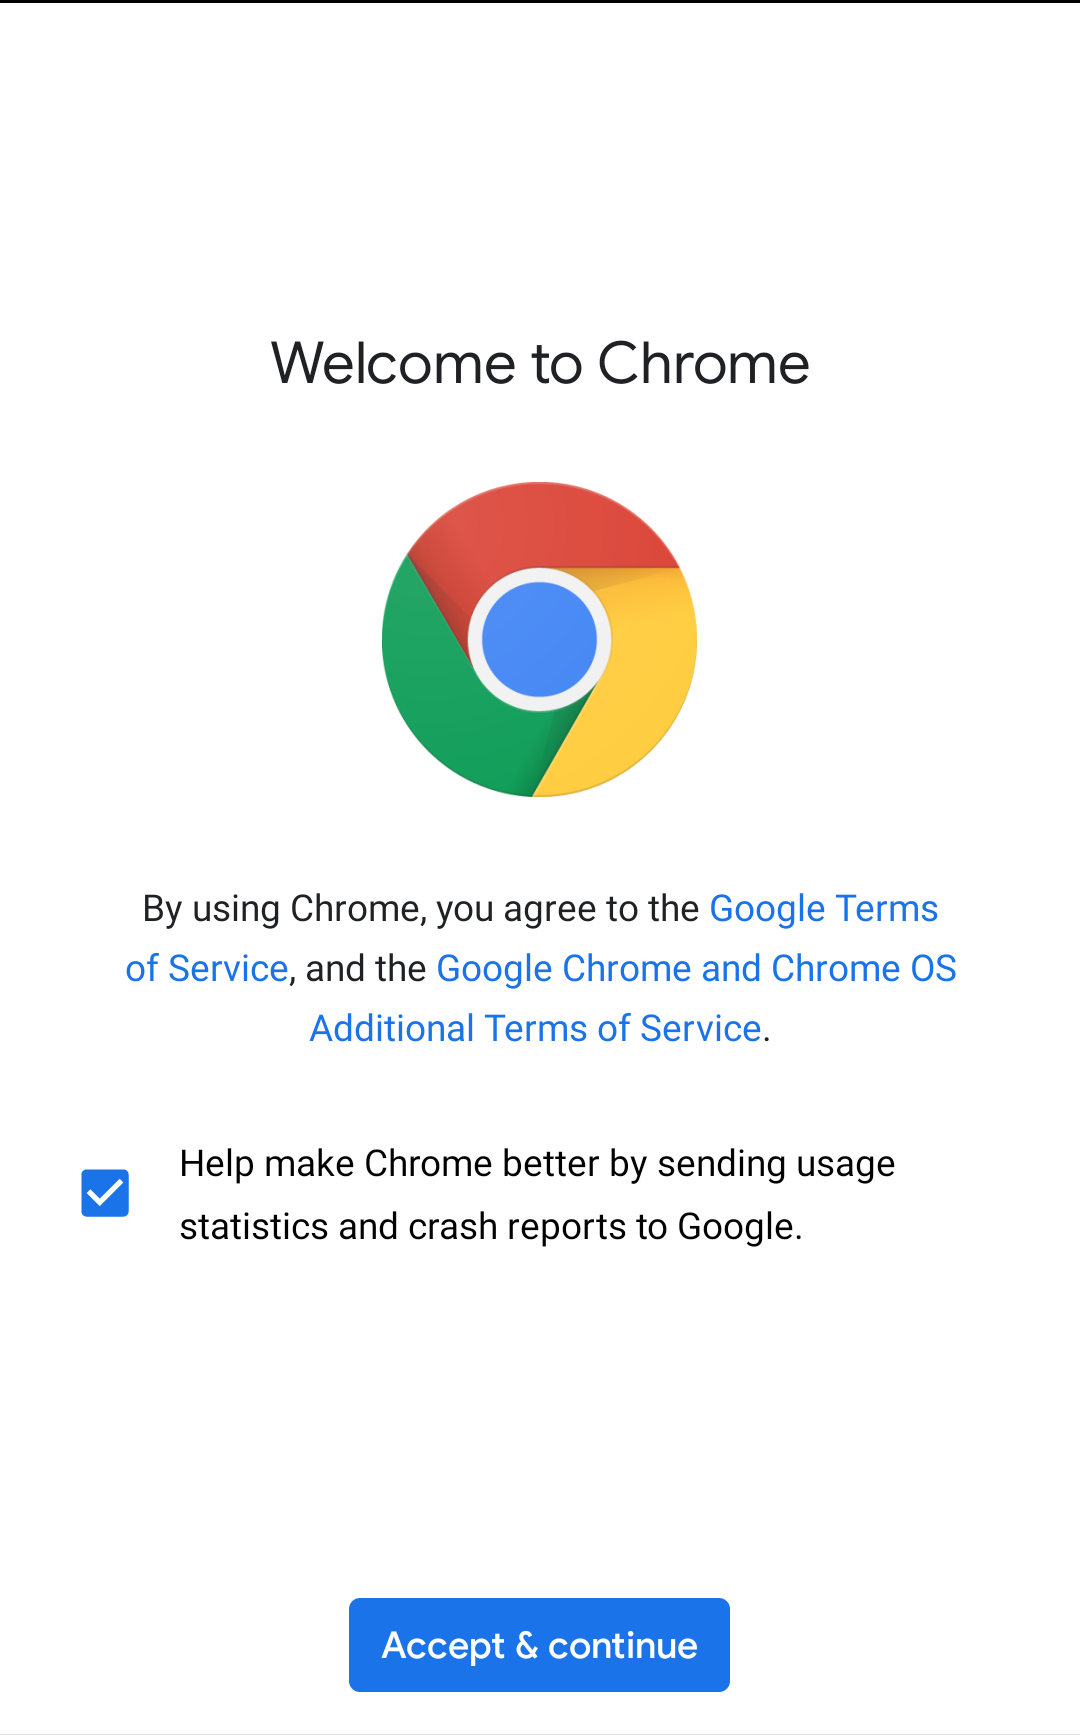 Welcome to Chrome
By using Chrome, you agree to the Google Terms
of Service, and the Google Chrome and Chrome OS
Additional Terms of Service.
Help make Chrome better by sending usage
statistics and crash reports to Google.
Accept & continue